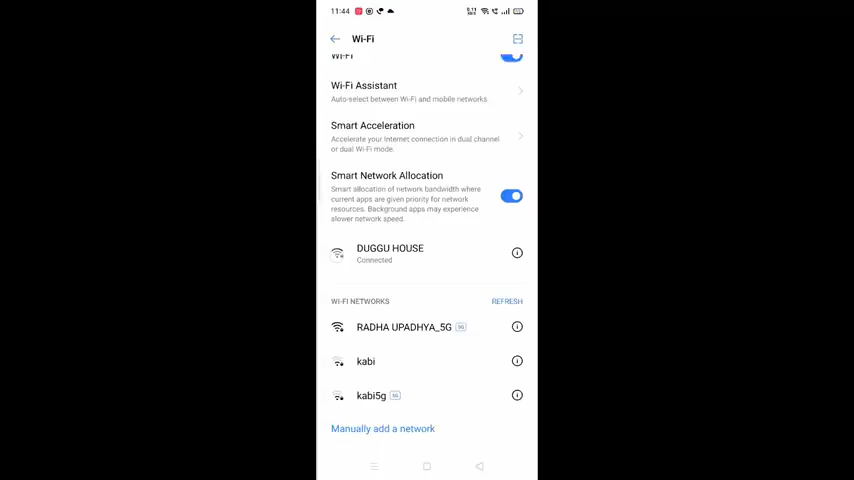 11:44
Wi-Fi
Wi-Fi
Wi-Fi Assistant
Auto-select between Wi-Fi and mobile networks
Smart Acceleration
Accelerate your Internet connection in dual channel
or dual Wi-Fi mode.
Smart Network Allocation
Smart allocation of network bandwidth where
current apps are given priority for network
resources. Background apps may experience
slower network speed.
DUGGU HOUSE
Connected
WI-FI NETWORKS REFRESH
RADHA UPADHYA_5G 5G
kabi
kabi5g 5G
Manually add a network